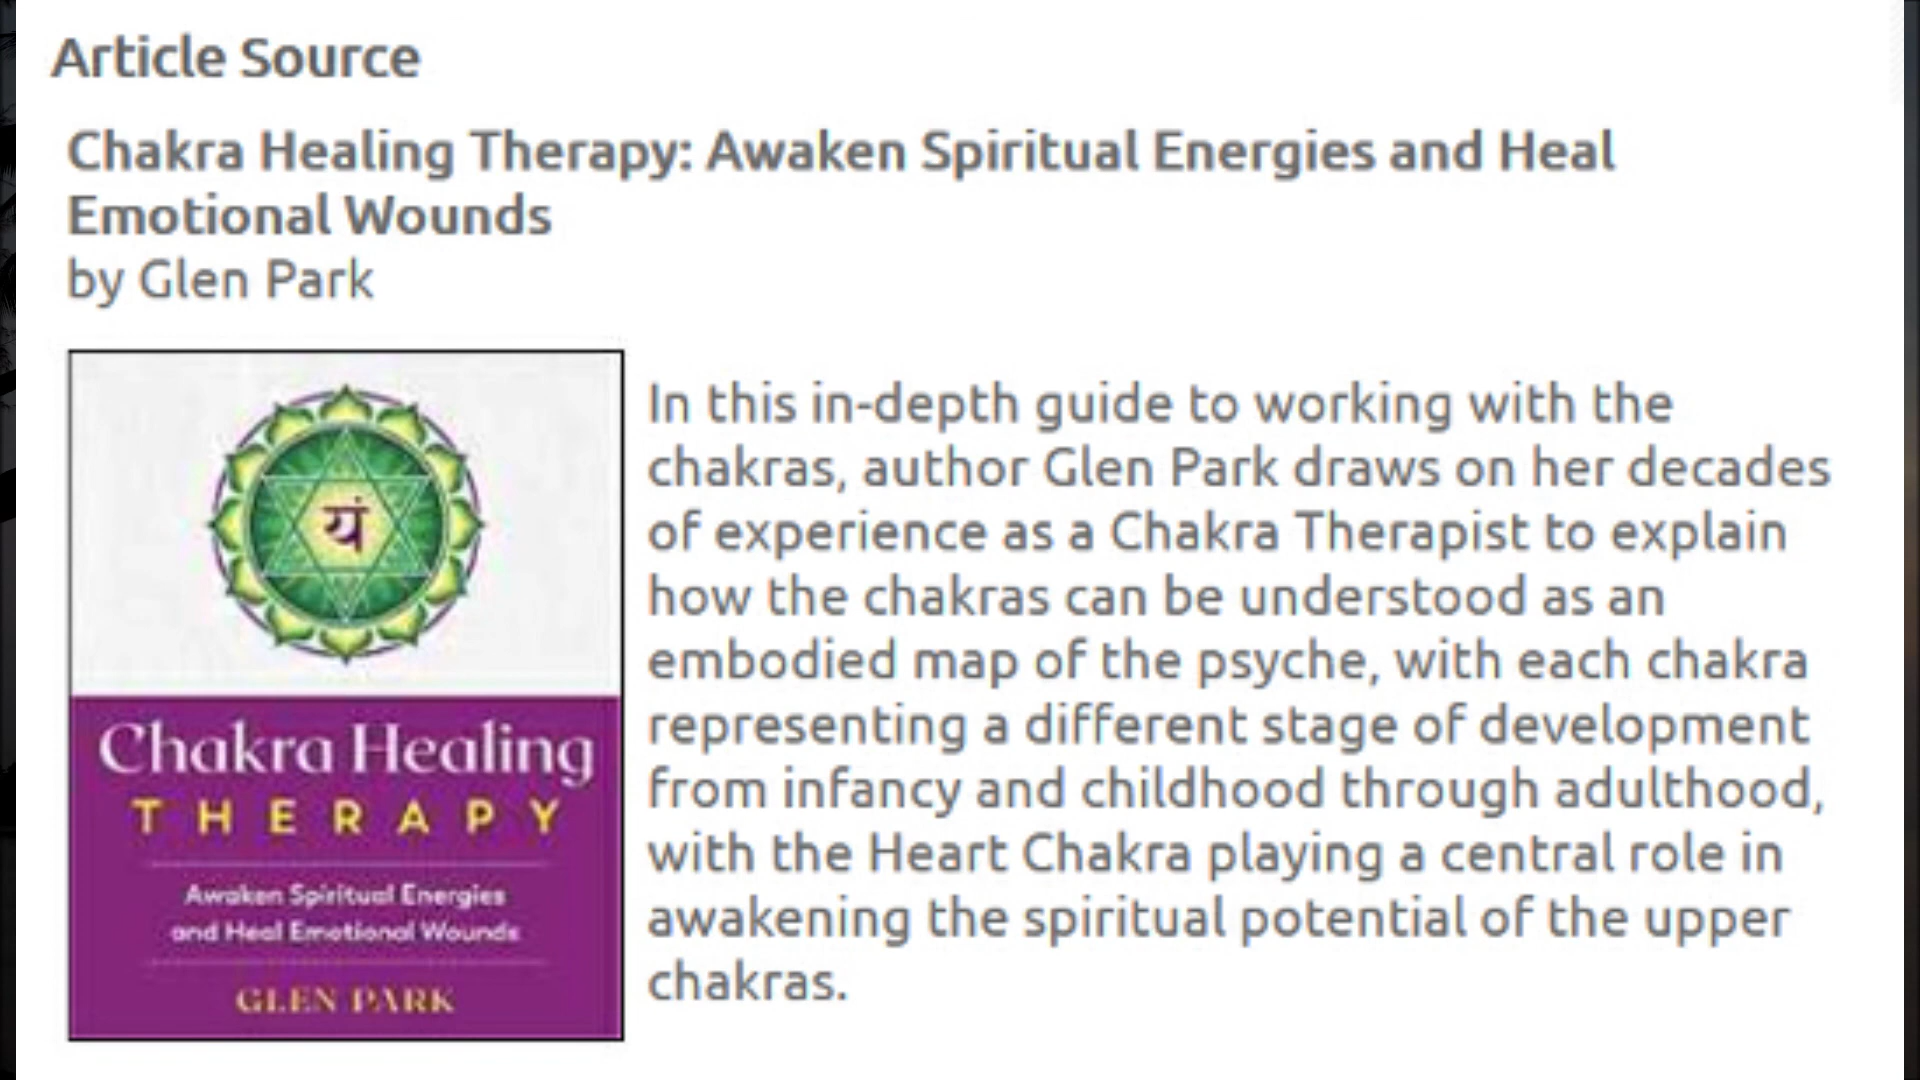 Article Source
Chakra Healing Therapy: Awaken Spiritual Energies and Heal
Emotional Wounds
by Glen Park
यं
Chakra Healing
THERAPY
Awaken Spiritual Energies
and Heal Emotional Wounds
GLEN PARK
In this in-depth guide to working with the
chakras, author Glen Park draws on her decades
of experience as a Chakra Therapist to explain
how the chakras can be understood as an
embodied map of the psyche, with each chakra
representing a different stage of development
from infancy and childhood through adulthood,
with the Heart Chakra playing a central role in
awakening the spiritual potential of the upper
chakras.